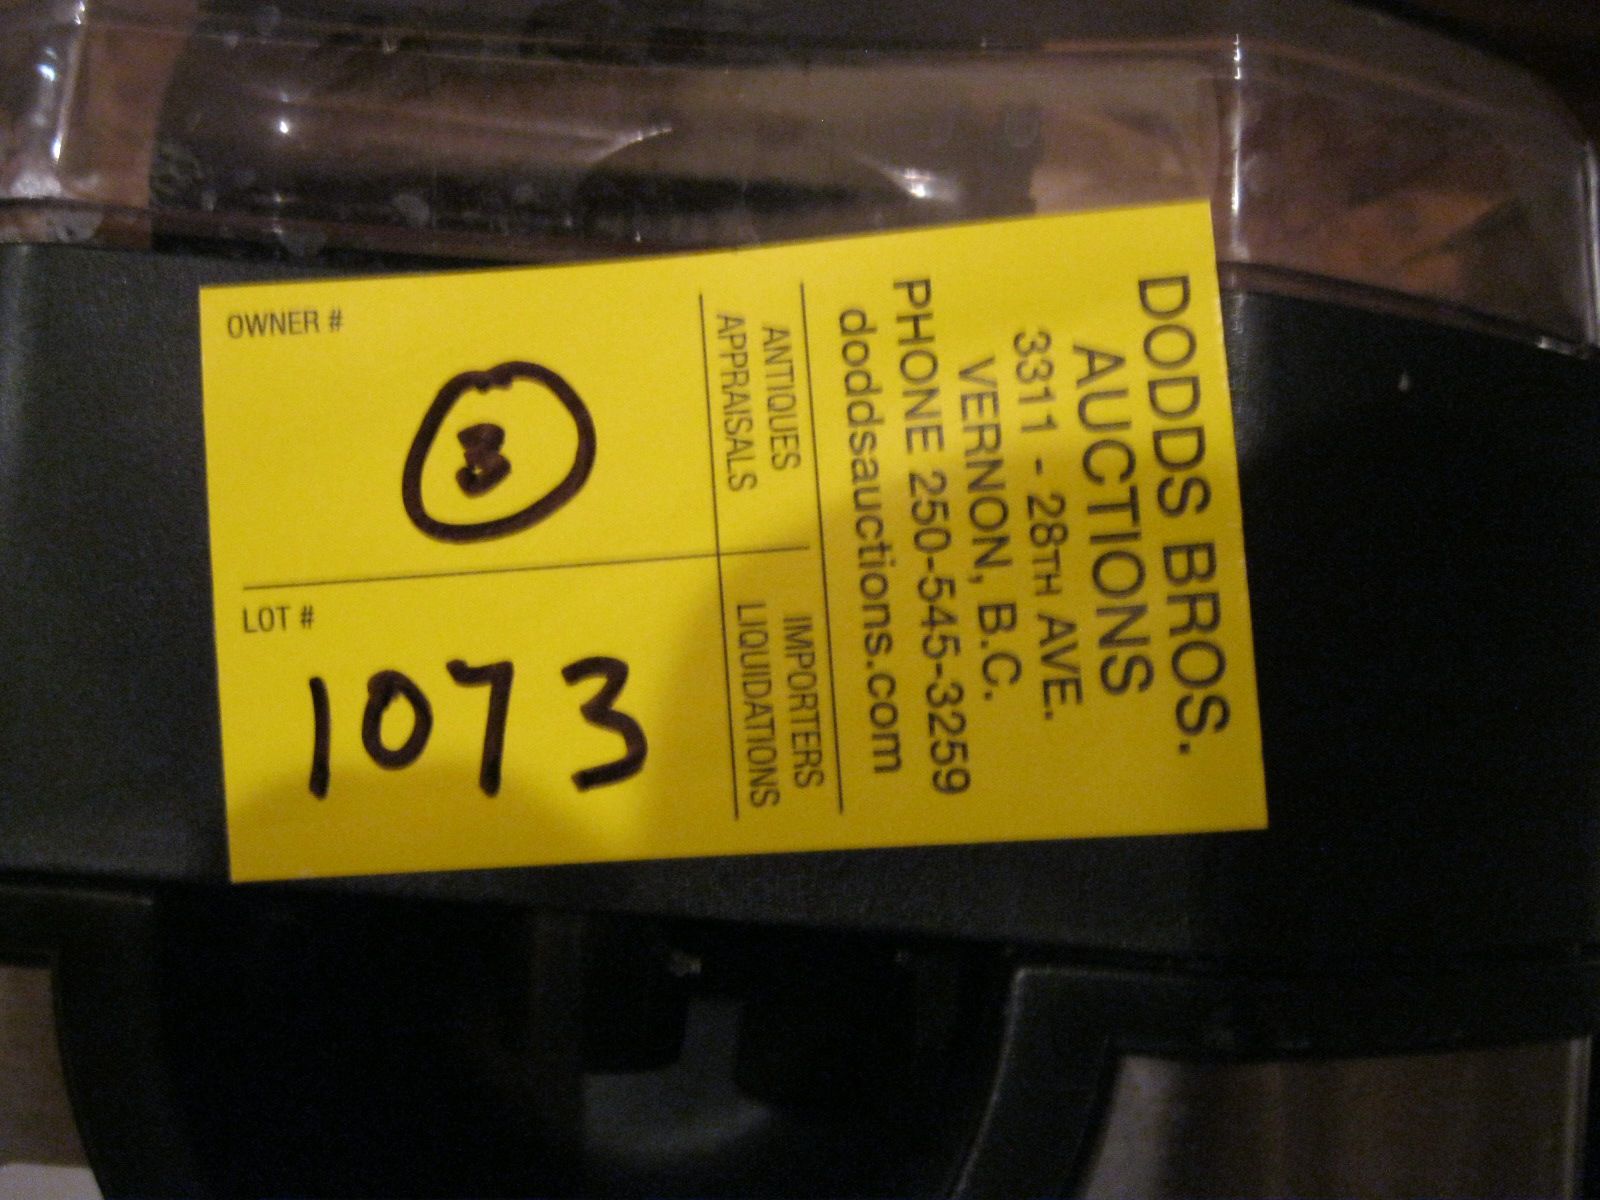 DODDS BROS.
AUCTIONS
3311 - 28TH AVE.
VERNON, B.C.
PHONE 250-545-3259
doddsauctions.com
ANTIQUES
APPRAISALS
IMPORTERS
LIQUIDATIONS
OWNER #
LOT #
1073